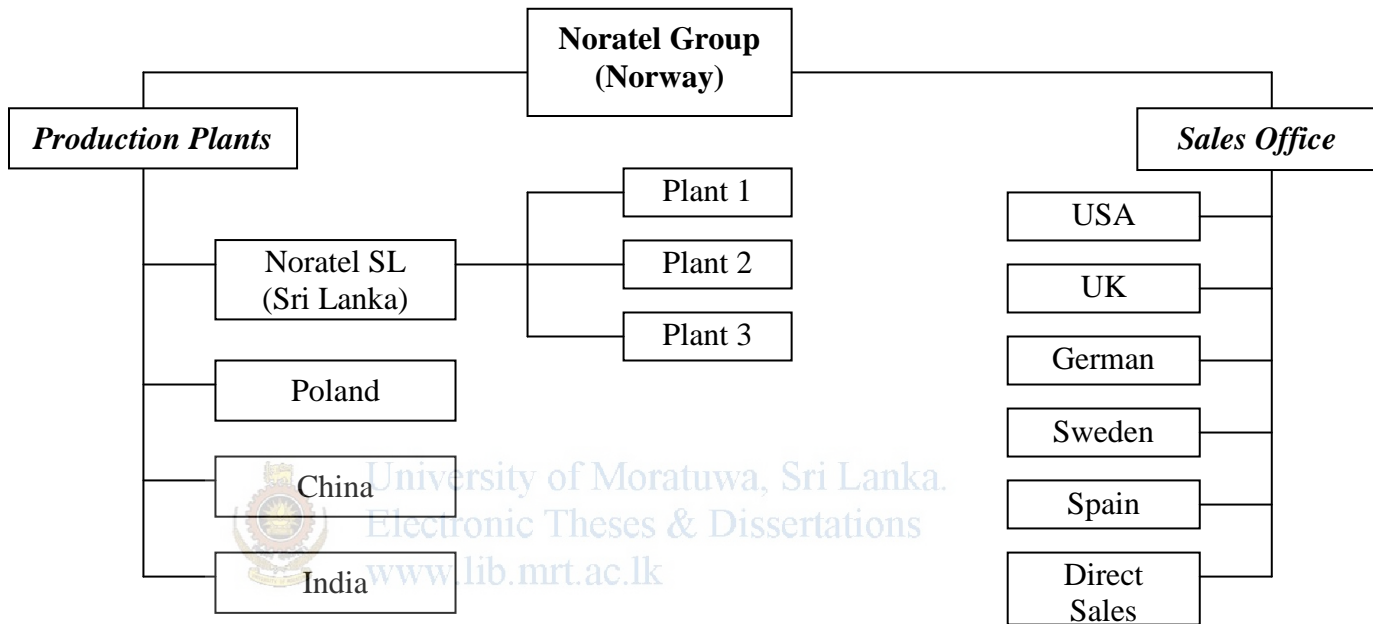 Noratel Group
(Norway)
Production Plants
Sales Office
Plant 1
Plant 2
Plant 3
Noratel SL
(Sri Lanka)
Poland
China
India
USA
UK
German
Sweden
Spain
Direct
Sales
University of Moratuwa, Sri Lanka.
Electronic Theses & Dissertations
www.lib.mrt.ac.lk